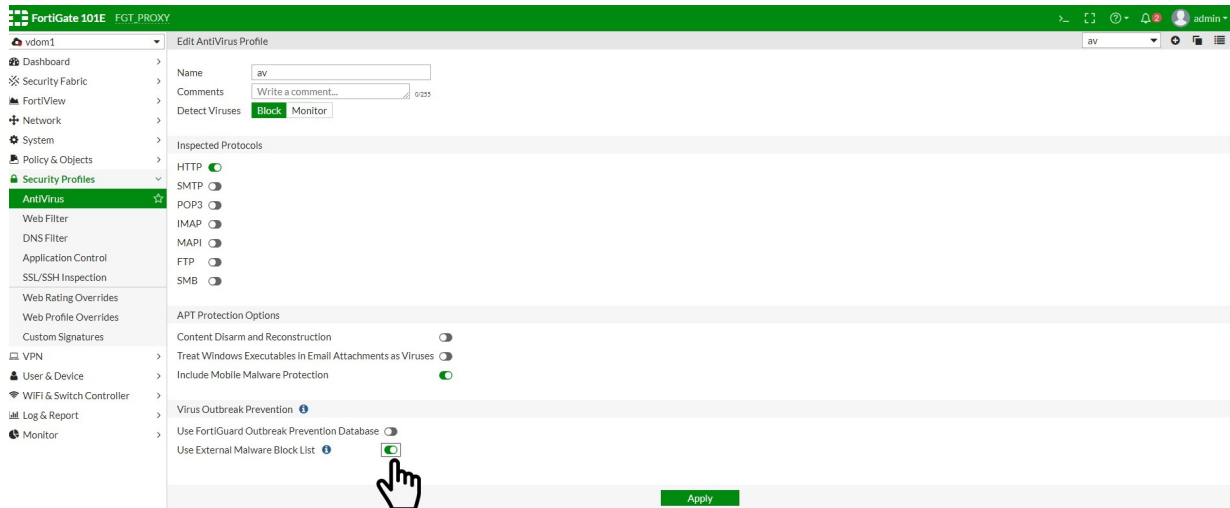 FortiGate 101E FGT_PROXY
>_ admin
2
vdom1
Edit AntiVirus Profile
av
Dashboard
Security Fabric
FortiView
Network
System
Policy & Objects
Security Profiles
AntiVirus
Web Filter
DNS Filter
Application Control
SSL/SSH Inspection
Web Rating Overrides
Web Profile Overrides
Custom Signatures
VPN
User & Device
WiFi & Switch Controller
Log & Report
Monitor
Name av
Comments Write a comment... 0/255
Detect Viruses Block Monitor
Inspected Protocols
HTTP
SMTP
POP3
IMAP
MAPI
FTP
SMB
APT Protection Options
Content Disarm and Reconstruction
Treat Windows Executables in Email Attachments as Viruses
Include Mobile Malware Protection
Virus Outbreak Prevention
Use FortiGuard Outbreak Prevention Database
Use External Malware Block List
Apply